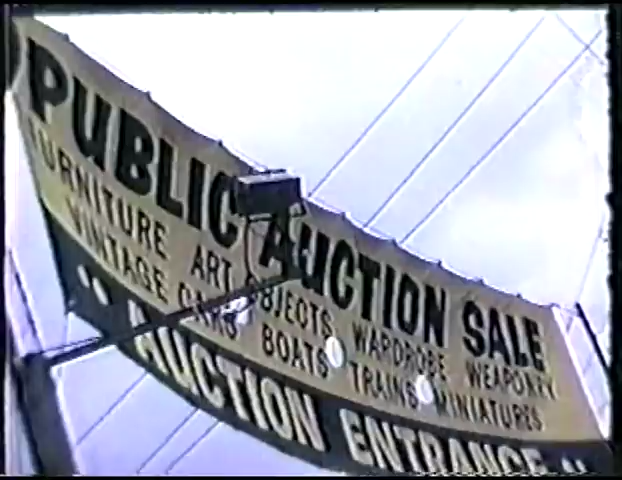 PUBLIC AUCTION SALE
FURNITURE ART OBJECTS WARDROBE WEAPONRY
VINTAGE CARS BOATS TRAINS MINIATURES
AUCTION ENTRANCE